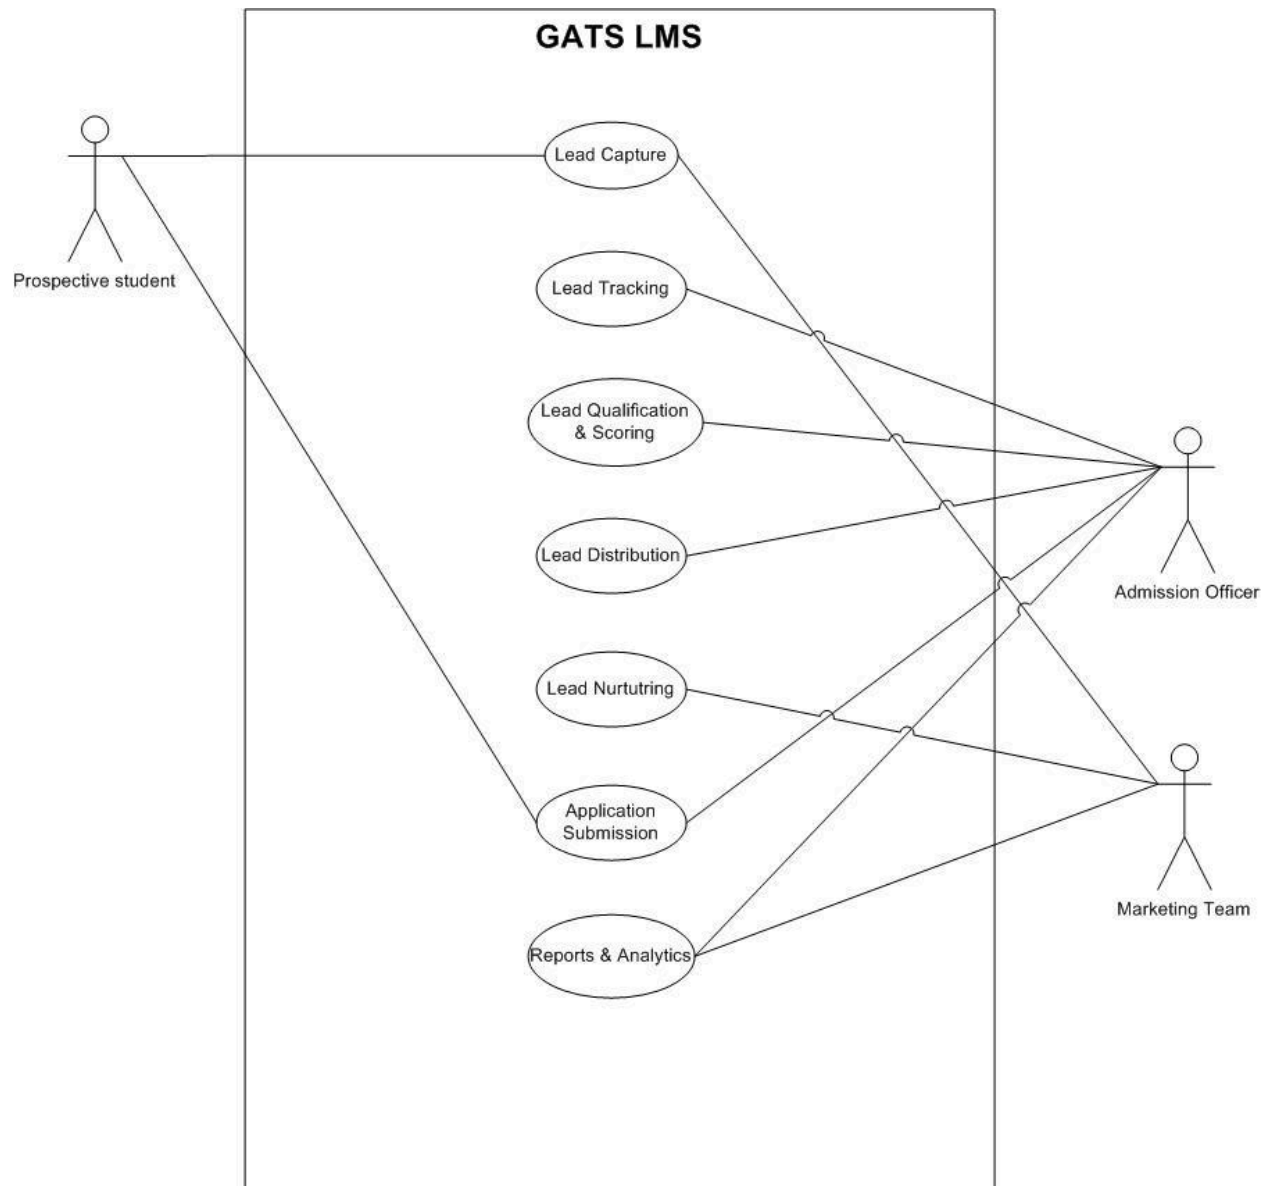 GATS LMS
Lead Capture
Prospective student
Lead Tracking
Lead Qualification
& Scoring
Lead Distribution
Admission Officer
Lead Nurtutring
Application
Submission
Marketing Team
Reports & Analytics